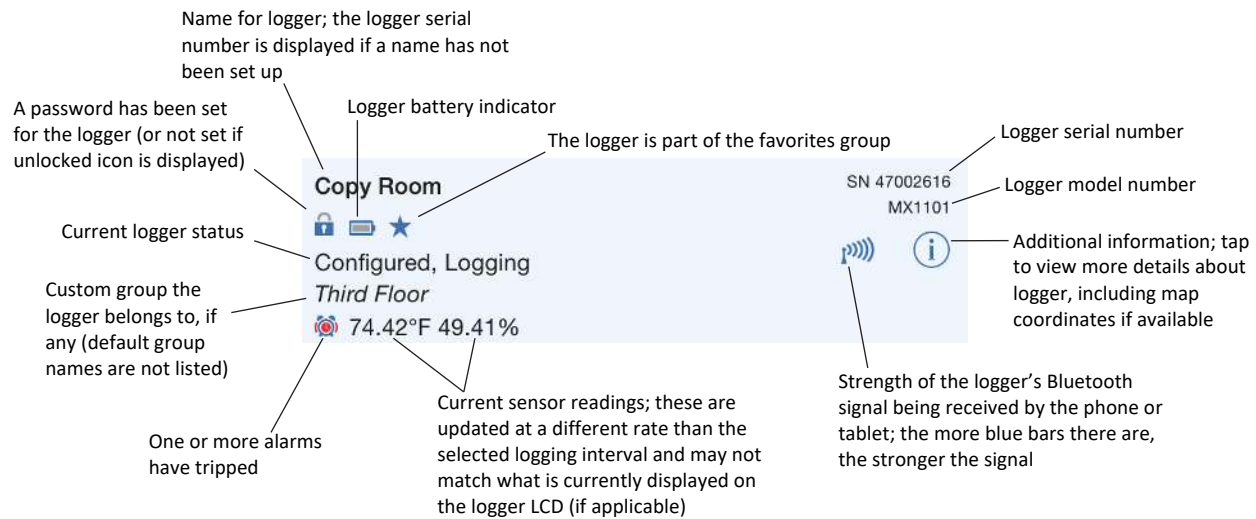 Name for logger; the logger serial
number is displayed if a name has not
been set up
A password has been set
for the logger (or not set if
unlocked icon is displayed)
Logger battery indicator
The logger is part of the favorites group
Logger serial number
Logger model number
Copy Room
SN 47002616
MX1101
Current logger status
Configured, Logging
Additional information; tap
to view more details about
logger, including map
coordinates if available
Custom group the
logger belongs to, if
any (default group
names are not listed)
Third Floor
74.42°F 49.41%
One or more alarms
have tripped
Current sensor readings; these are
updated at a different rate than the
selected logging interval and may not
match what is currently displayed on
the logger LCD (if applicable)
Strength of the logger’s Bluetooth
signal being received by the phone or
tablet; the more blue bars there are,
the stronger the signal